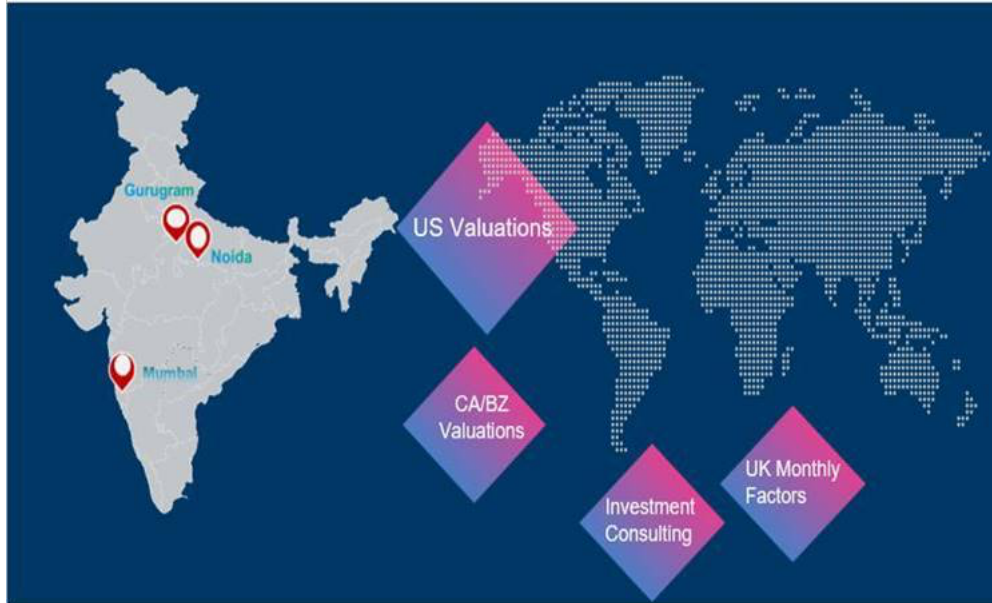 Gurugram
Noida
Mumbai
US Valuations
CA/BZ
Valuations
Investment
Consulting
UK Monthly
Factors